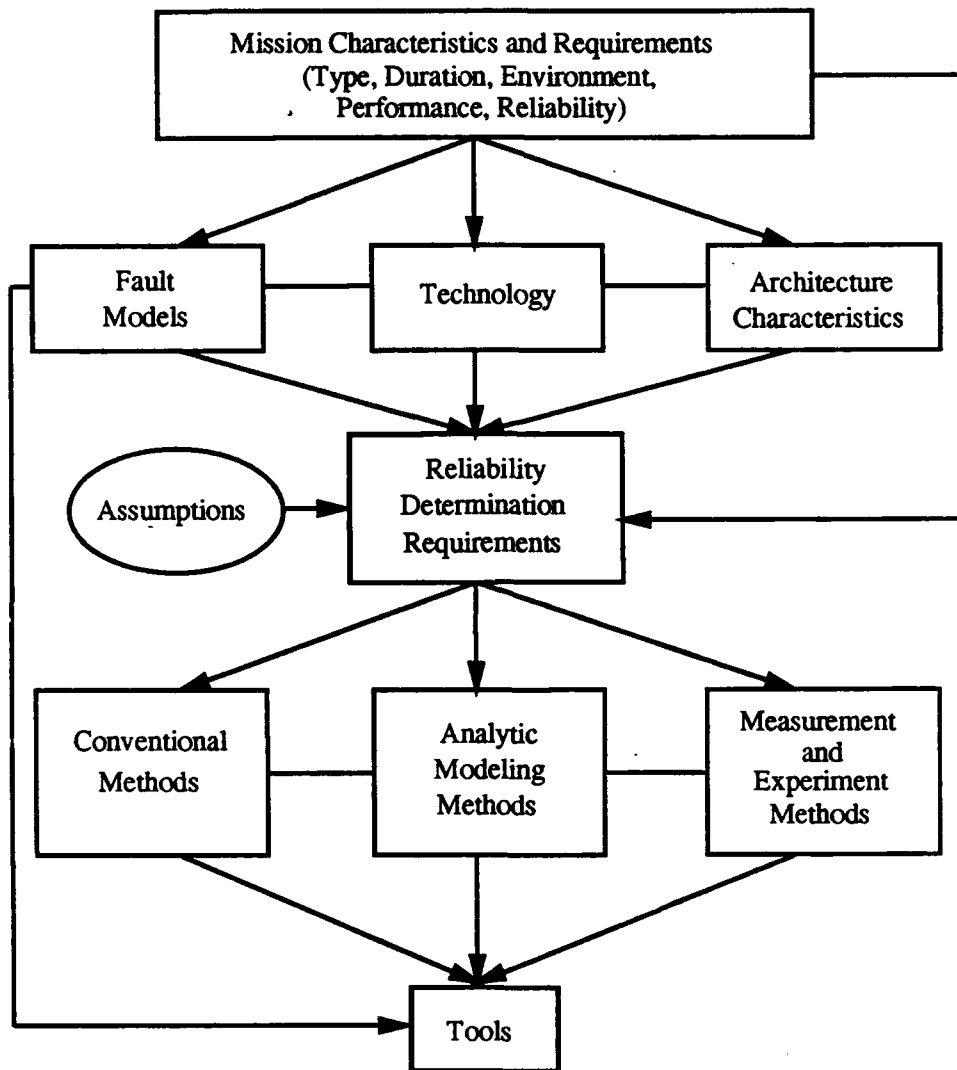 Mission Characteristics and Requirements
(Type, Duration, Environment,
Performance, Reliability)
Fault
Models
Technology
Architecture
Characteristics
Assumptions
Reliability
Determination
Requirements
Conventional
Methods
Analytic
Modeling
Methods
Measurement
and
Experiment
Methods
Tools